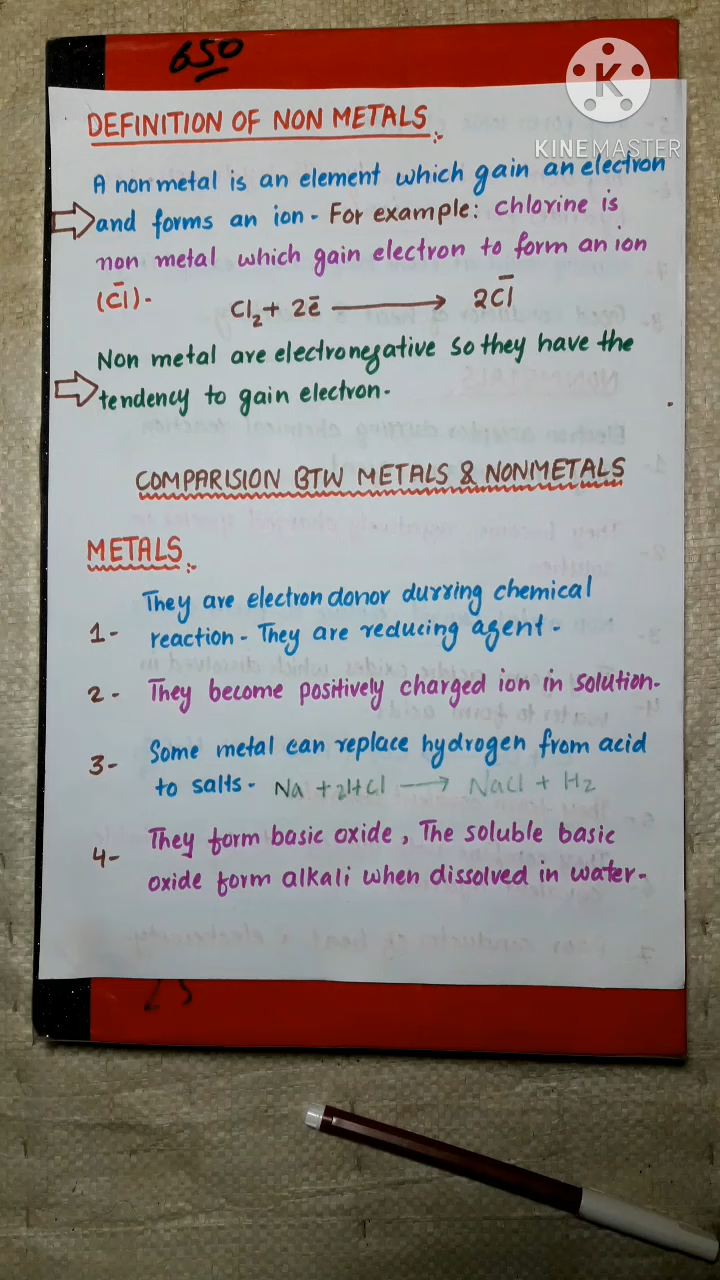 650
K
KINEMASTER
DEFINITION OF NON METALS
A non metal is an element which gain an electron
and forms an ion. For example: chlorine is
non metal which gain electron to form an ion
(Cl̄).
Cl₂ + 2ē ⟶ 2Cl̄
Non metal are electronegative so they have the
tendency to gain electron.
COMPARISION BTW METALS & NONMETALS
METALS
They are electron donor durring chemical
1- reaction. They are reducing agent.
2- They become positively charged ion in solution.
3- Some metal can replace hydrogen from acid
to salts. Na + 2HCl ⟶ NaCl + H₂
4- They form basic oxide, The soluble basic
oxide form alkali when dissolved in water.